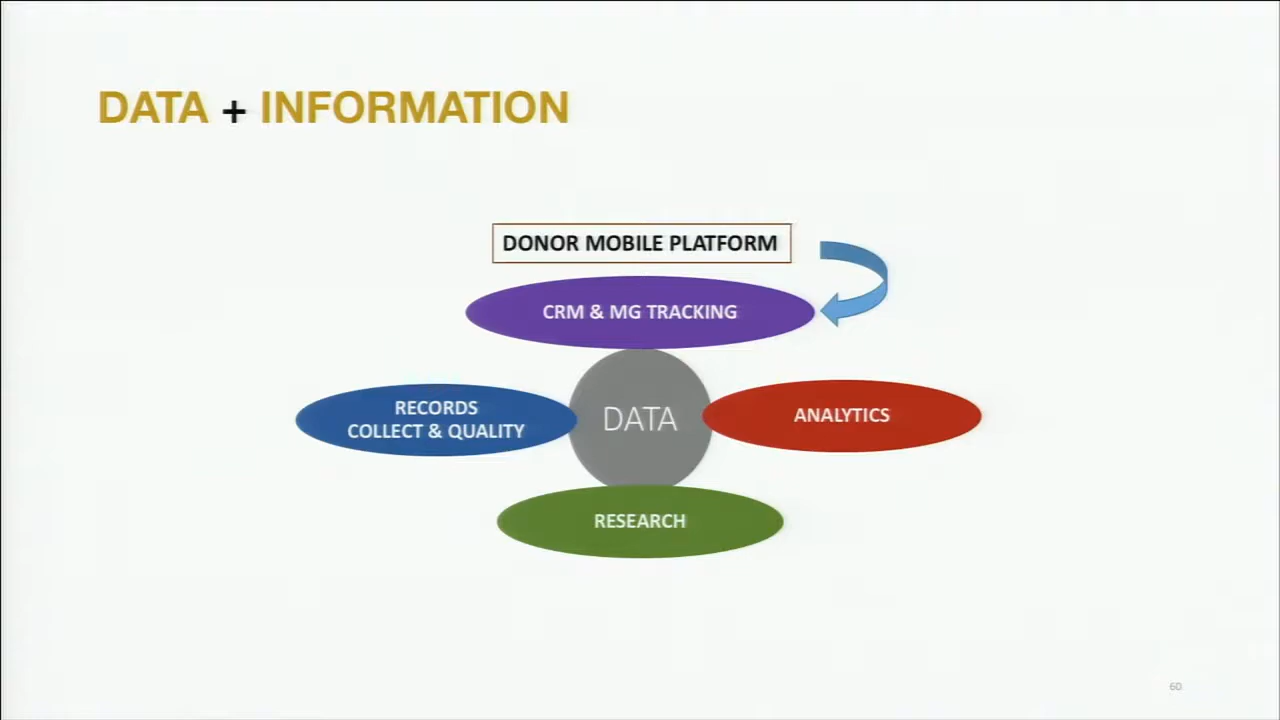 DATA + INFORMATION
DONOR MOBILE PLATFORM
CRM & MG TRACKING
RECORDS
COLLECT & QUALITY
DATA
ANALYTICS
RESEARCH